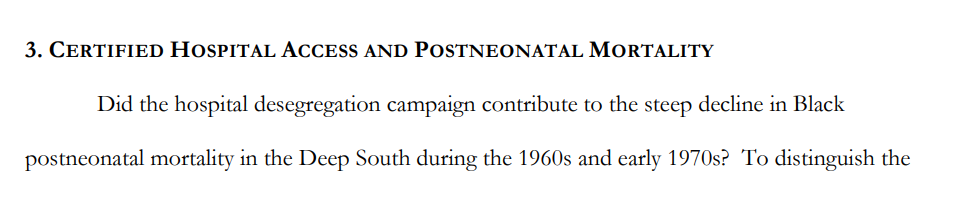 3. CERTIFIED HOSPITAL ACCESS AND POSTNEONATAL MORTALITY
Did the hospital desegregation campaign contribute to the steep decline in Black
postneonatal mortality in the Deep South during the 1960s and early 1970s?  To distinguish the